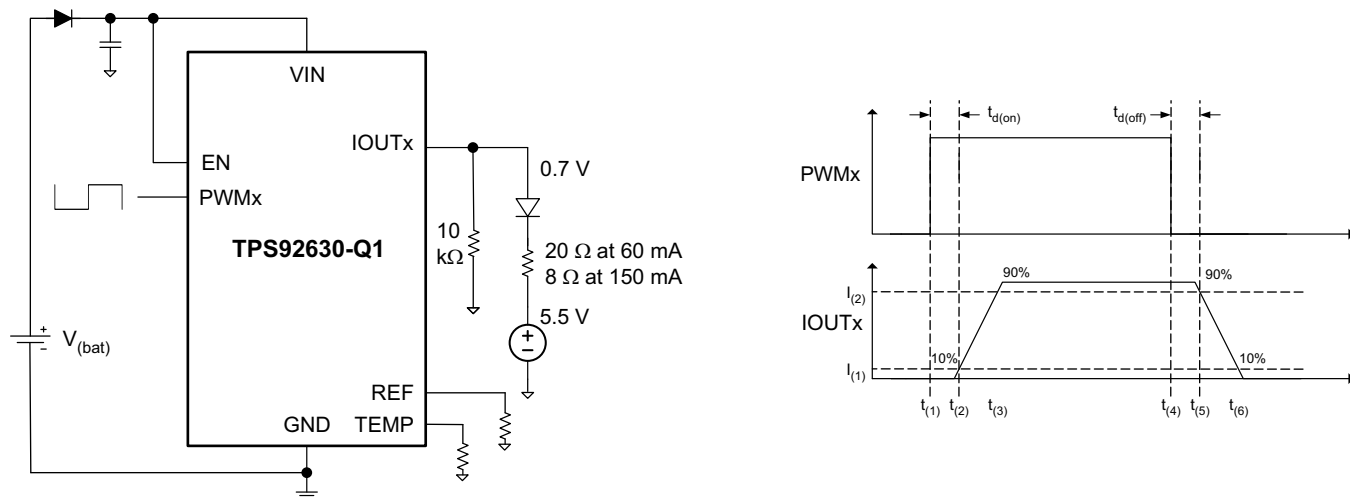 VIN
IOUTx
EN
PWMx
TPS92630-Q1
0.7 V
10
kΩ
20 Ω at 60 mA
8 Ω at 150 mA
5.5 V
+
−
V(bat)
+
-
REF
GND
TEMP
td(on)
td(off)
PWMx
90%
90%
I(2)
IOUTx
10%
10%
I(1)
t(1)
t(2)
t(3)
t(4)
t(5)
t(6)